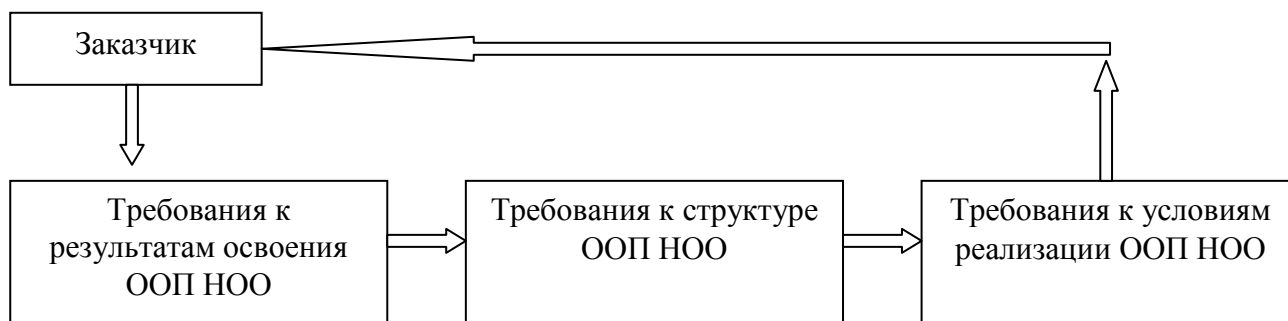 Заказчик
Требования к
результатам освоения
ООП НОО
Требования к структуре
ООП НОО
Требования к условиям
реализации ООП НОО